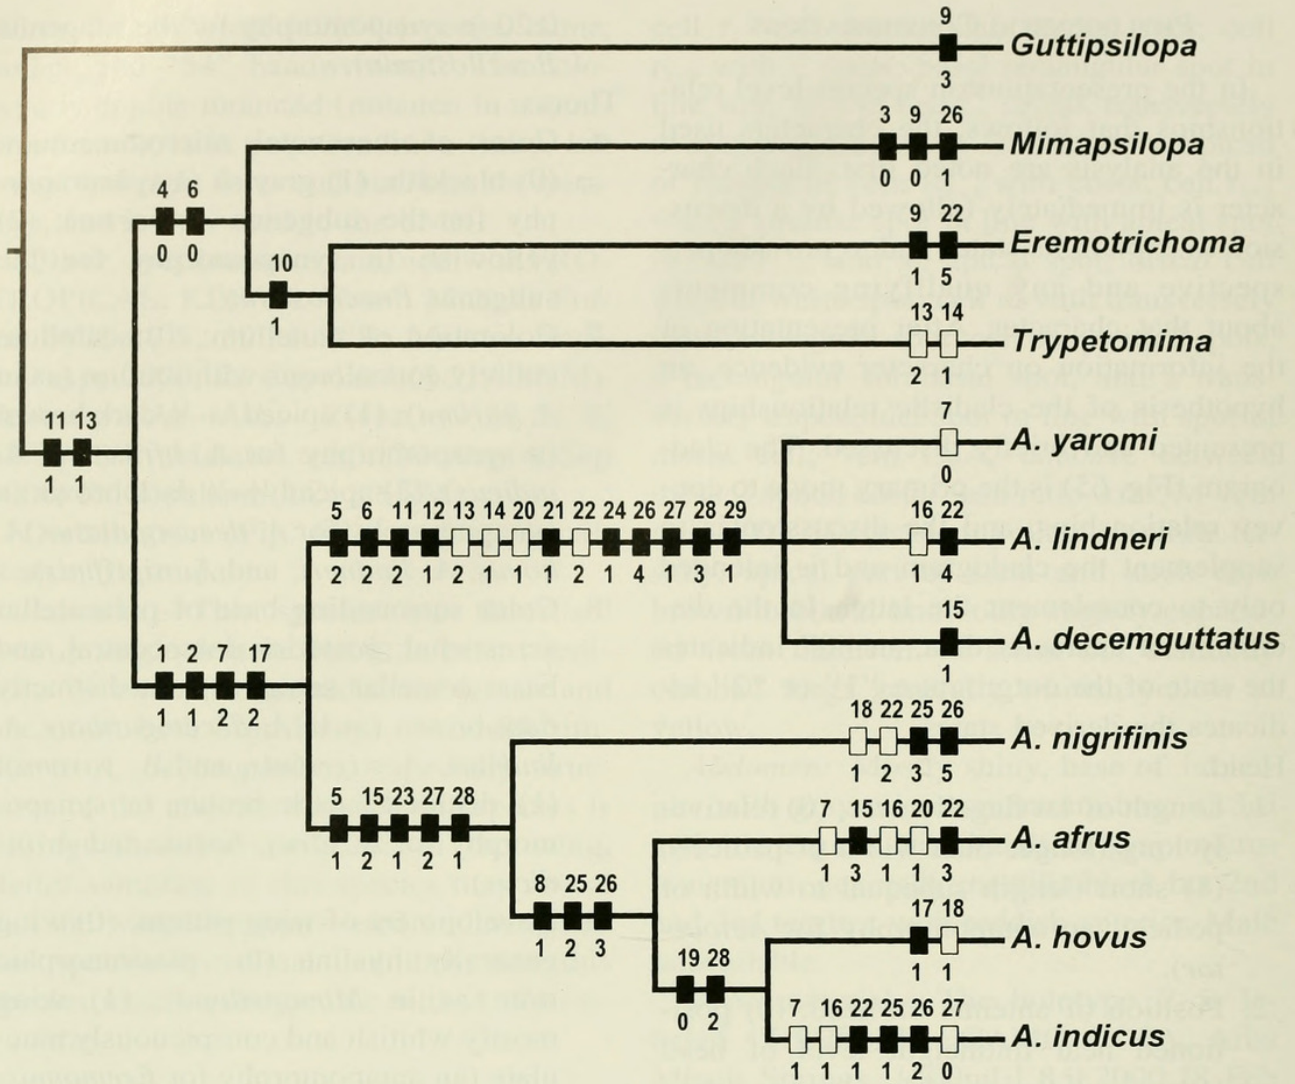 9
Guttipsilopa
3
3 9 26
Mimapsilopa
0 0 1
4 6
0 0
9 22
Eremotrichoma
1 5
10
1
13 14
Trypetomima
2 1
11 13
1 1
7
A. yaromi
0
5 6 11 12 13 14 20 21 22 24 26 27 28 29
2 2 2 1 2 1 1 1 2 1 4 1 3 1
16 22
A. lindneri
1 4
15
A. decemguttatus
1
1 2 7 17
1 1 2 2
18 22 25 26
A. nigrifinis
1 2 3 5
5 15 23 27 28
1 2 1 2 1
7 15 16 20 22
A. afrus
1 3 1 1 3
8 25 26
1 2 3
17 18
A. hovus
1 1
19 28
0 2
7 16 22 25 26 27
A. indicus
1 1 1 1 2 0